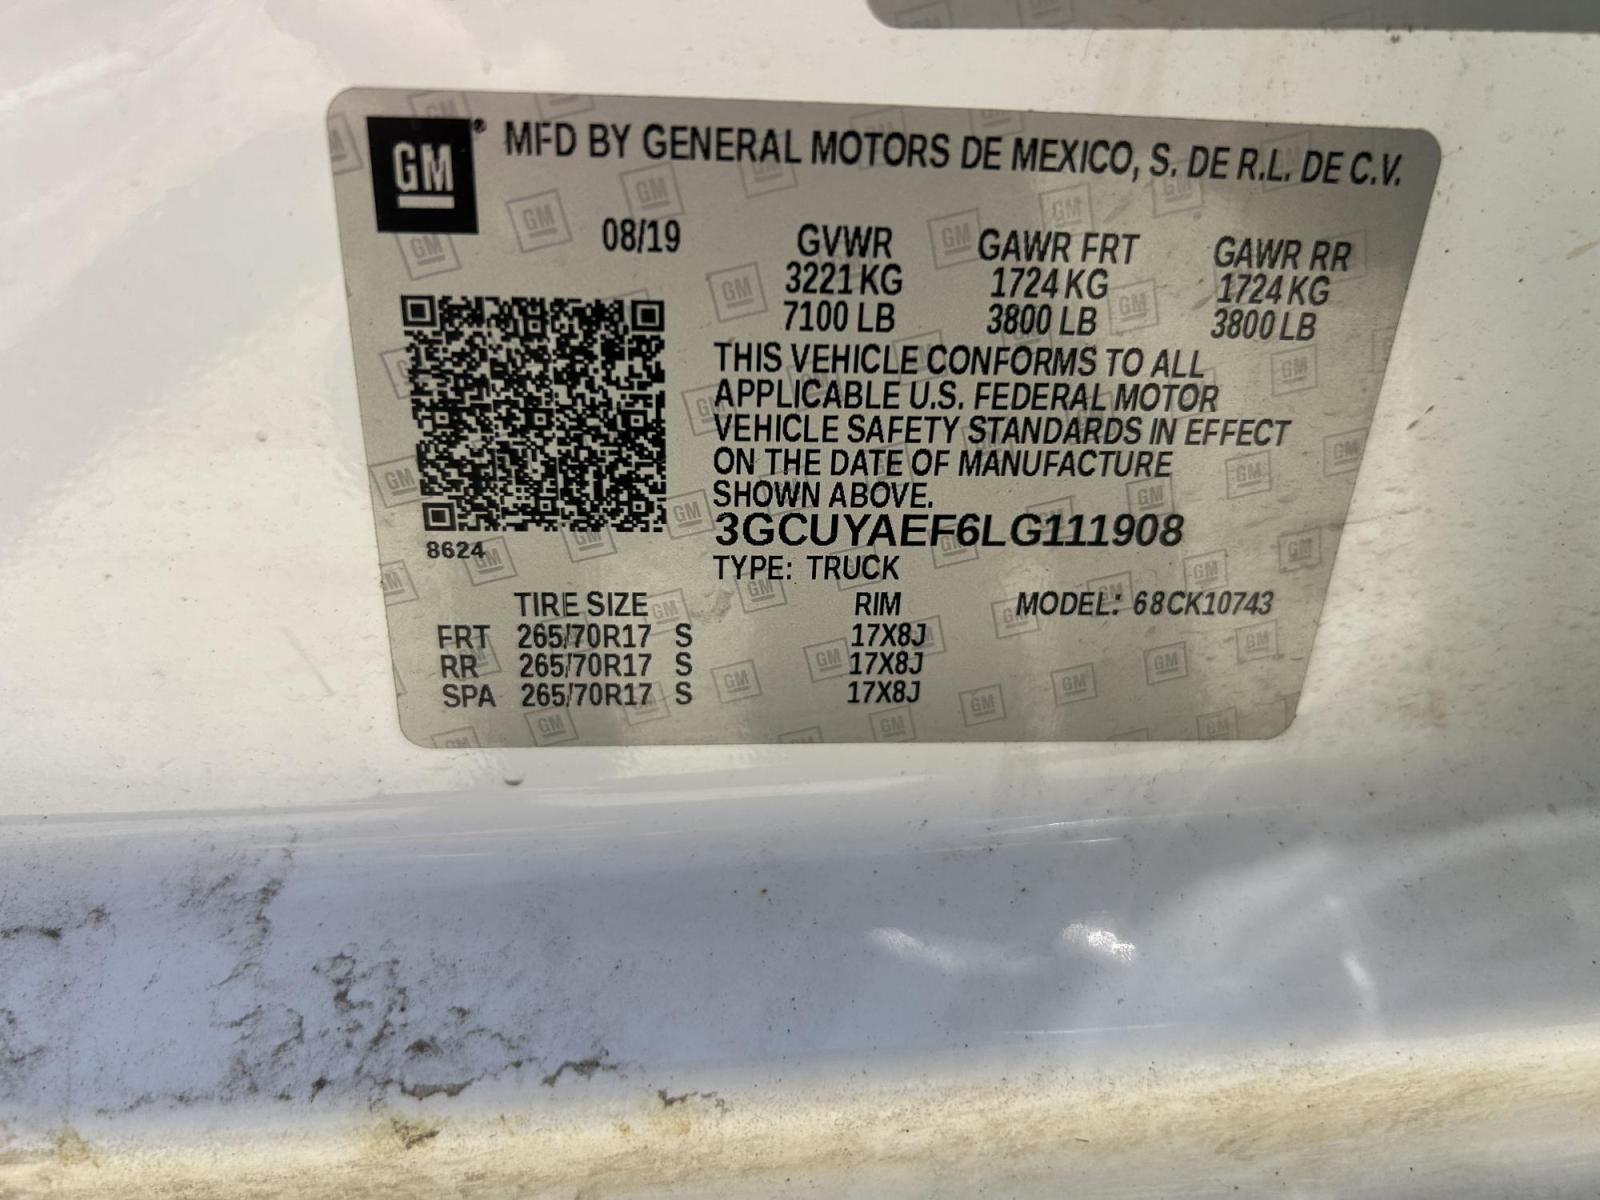 GM® MFD BY GENERAL MOTORS DE MEXICO, S. DE R.L. DE C.V.
08/19 GVWR GAWR FRT GAWR RR
3221 KG 1724 KG 1724 KG
7100 LB 3800 LB 3800 LB
THIS VEHICLE CONFORMS TO ALL
APPLICABLE U.S. FEDERAL MOTOR
VEHICLE SAFETY STANDARDS IN EFFECT
ON THE DATE OF MANUFACTURE
SHOWN ABOVE.
3GCUYAEF6LG111908
8624
TYPE: TRUCK
TIRE SIZE RIM MODEL: 68CK10743
FRT 265/70R17 S 17X8J
RR 265/70R17 S 17X8J
SPA 265/70R17 S 17X8J